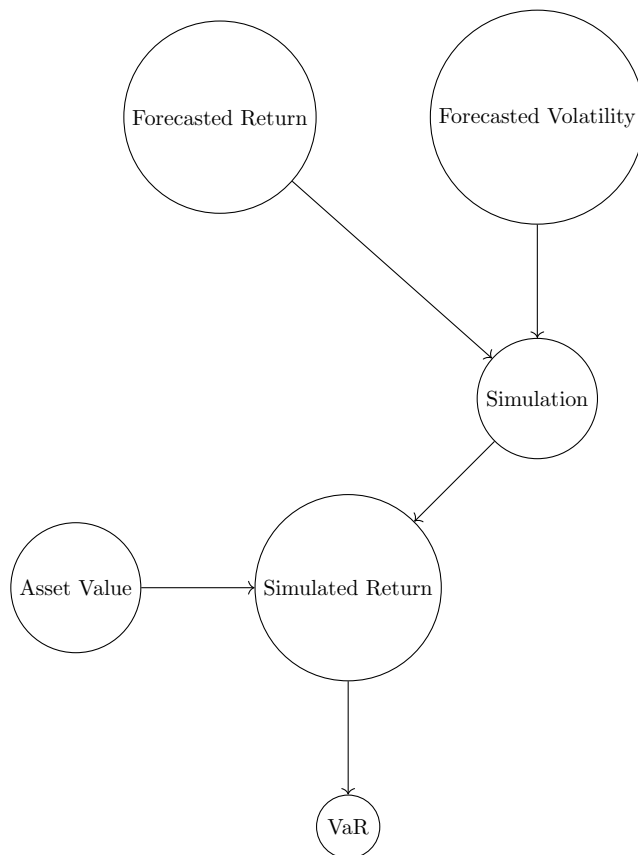 Forecasted Return
Forecasted Volatility
Simulation
Asset Value
Simulated Return
VaR